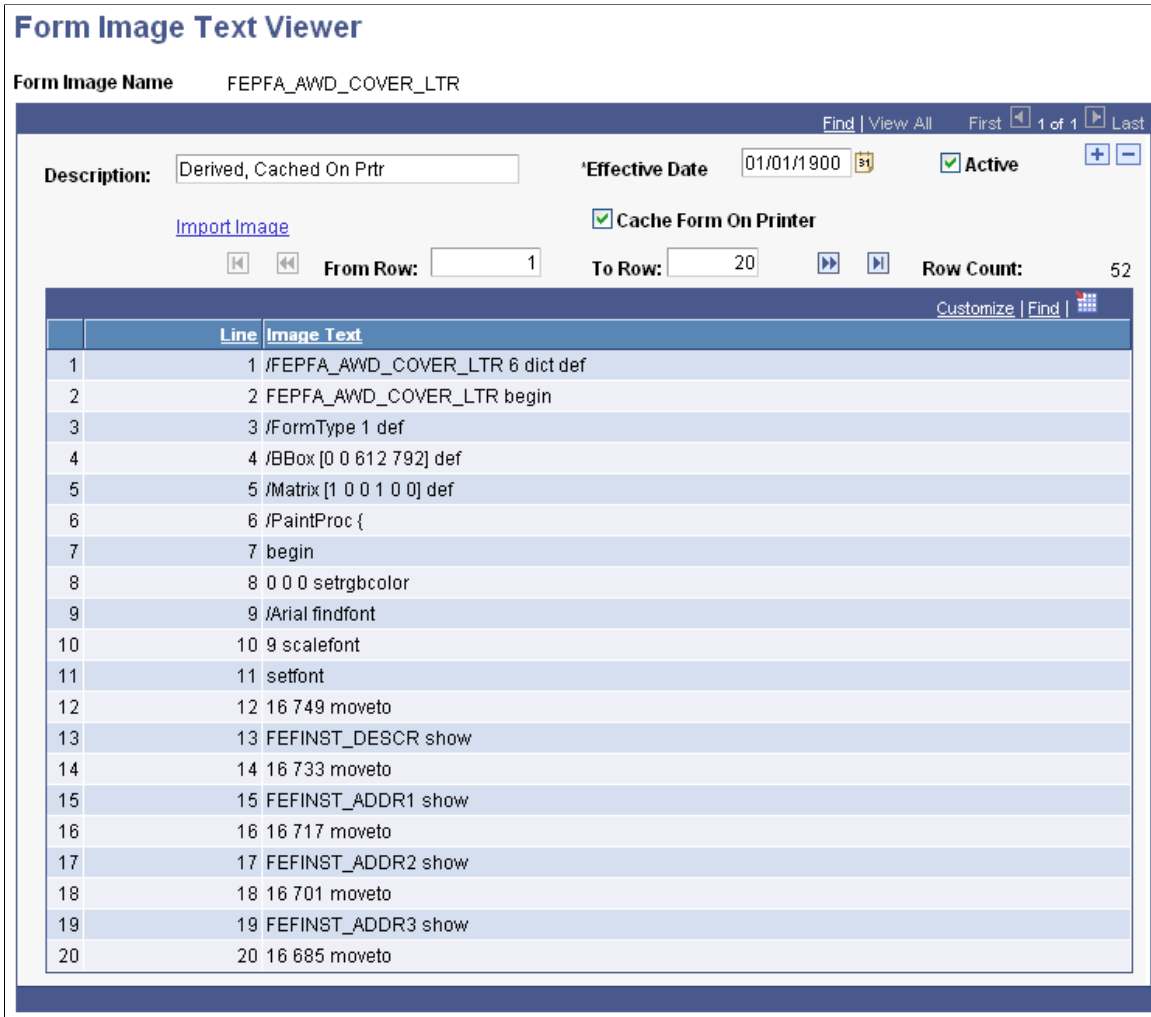 Form Image Text Viewer
Form Image Name FEPFA_AWD_COVER_LTR
Find | View All First 1 of 1 Last
Description: Derived, Cached On Prtr *Effective Date 01/01/1900 31 Active
Import Image Cache Form On Printer
From Row: 1 To Row: 20 Row Count: 52
Customize | Find |
Line Image Text
1 1 /FEPFA_AWD_COVER_LTR 6 dict def
2 2 FEPFA_AWD_COVER_LTR begin
3 3 /FormType 1 def
4 4 /BBox [0 0 612 792] def
5 5 /Matrix [1 0 0 1 0 0] def
6 6 /PaintProc {
7 7 begin
8 8 0 0 0 setrgbcolor
9 9 /Arial findfont
10 10 9 scalefont
11 11 setfont
12 12 16 749 moveto
13 13 FEFINST_DESCR show
14 14 16 733 moveto
15 15 FEFINST_ADDR1 show
16 16 16 717 moveto
17 17 FEFINST_ADDR2 show
18 18 16 701 moveto
19 19 FEFINST_ADDR3 show
20 20 16 685 moveto